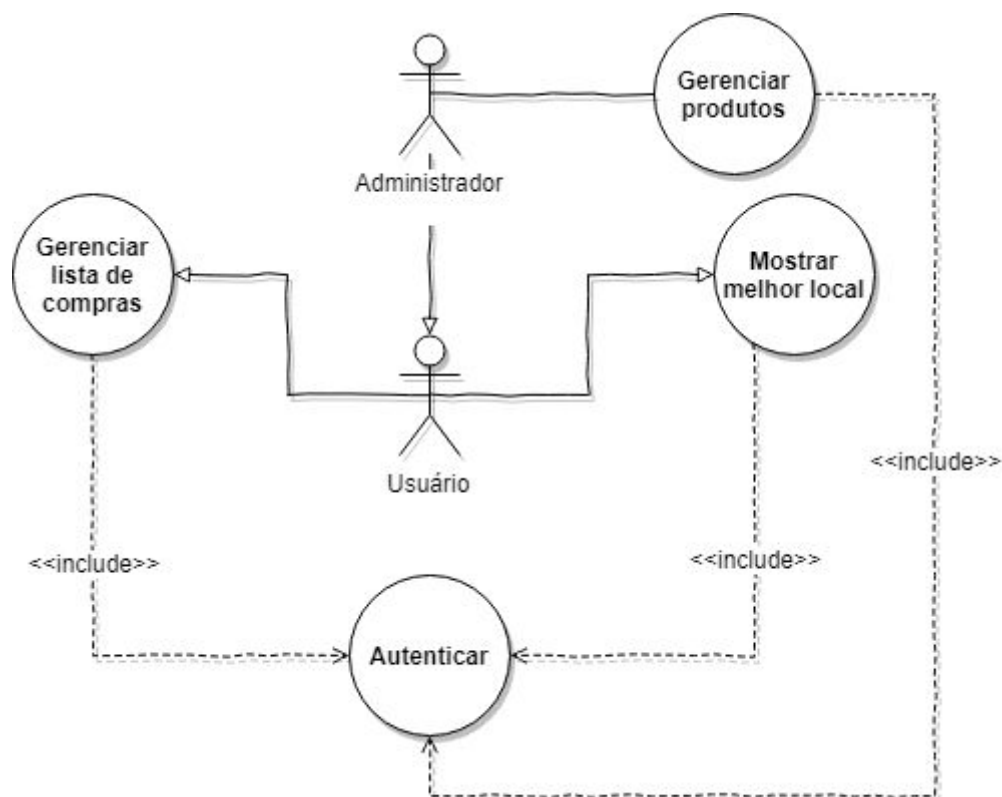 Gerenciar
produtos
Administrador
Gerenciar
lista de
compras
Mostrar
melhor local
Usuário
<<include>>
<<include>>
<<include>>
Autenticar